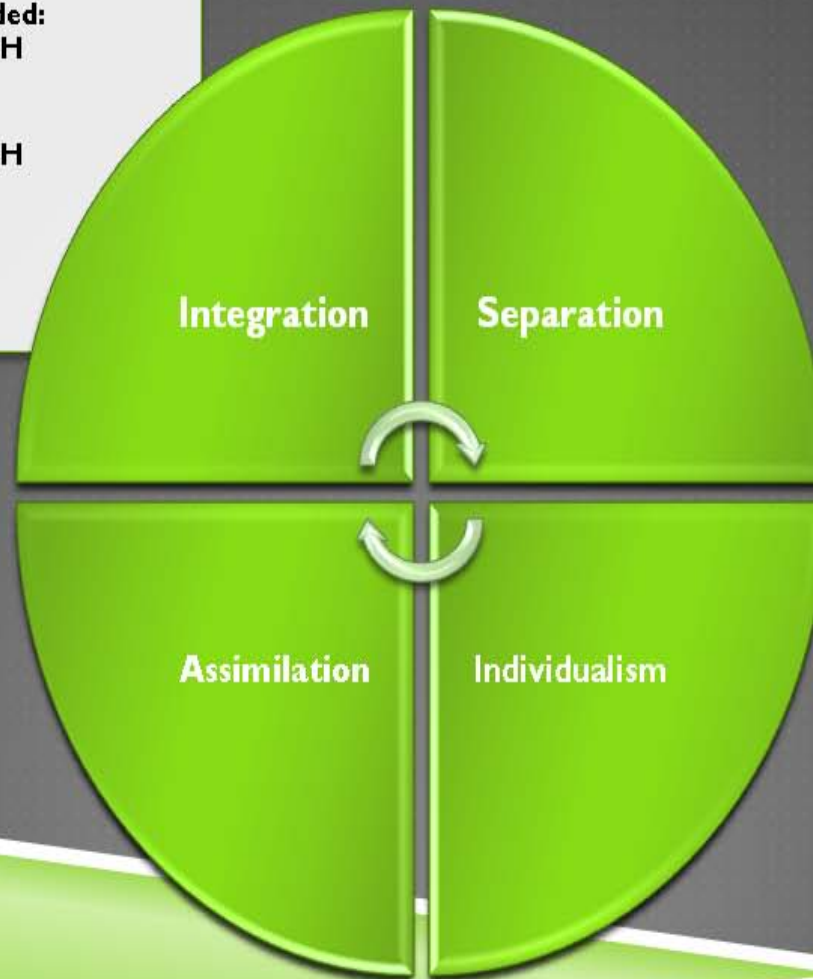 H
H
Integration
Separation
Assimilation
Individualism